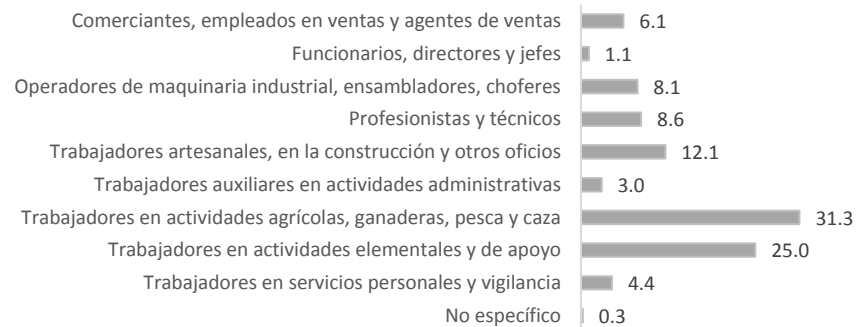 Comerciantes, empleados en ventas y agentes de ventas 6.1
Funcionarios, directores y jefes 1.1
Operadores de maquinaria industrial, ensambladores, choferes 8.1
Profesionistas y técnicos 8.6
Trabajadores artesanales, en la construcción y otros oficios 12.1
Trabajadores auxiliares en actividades administrativas 3.0
Trabajadores en actividades agrícolas, ganaderas, pesca y caza 31.3
Trabajadores en actividades elementales y de apoyo 25.0
Trabajadores en servicios personales y vigilancia 4.4
No específico 0.3